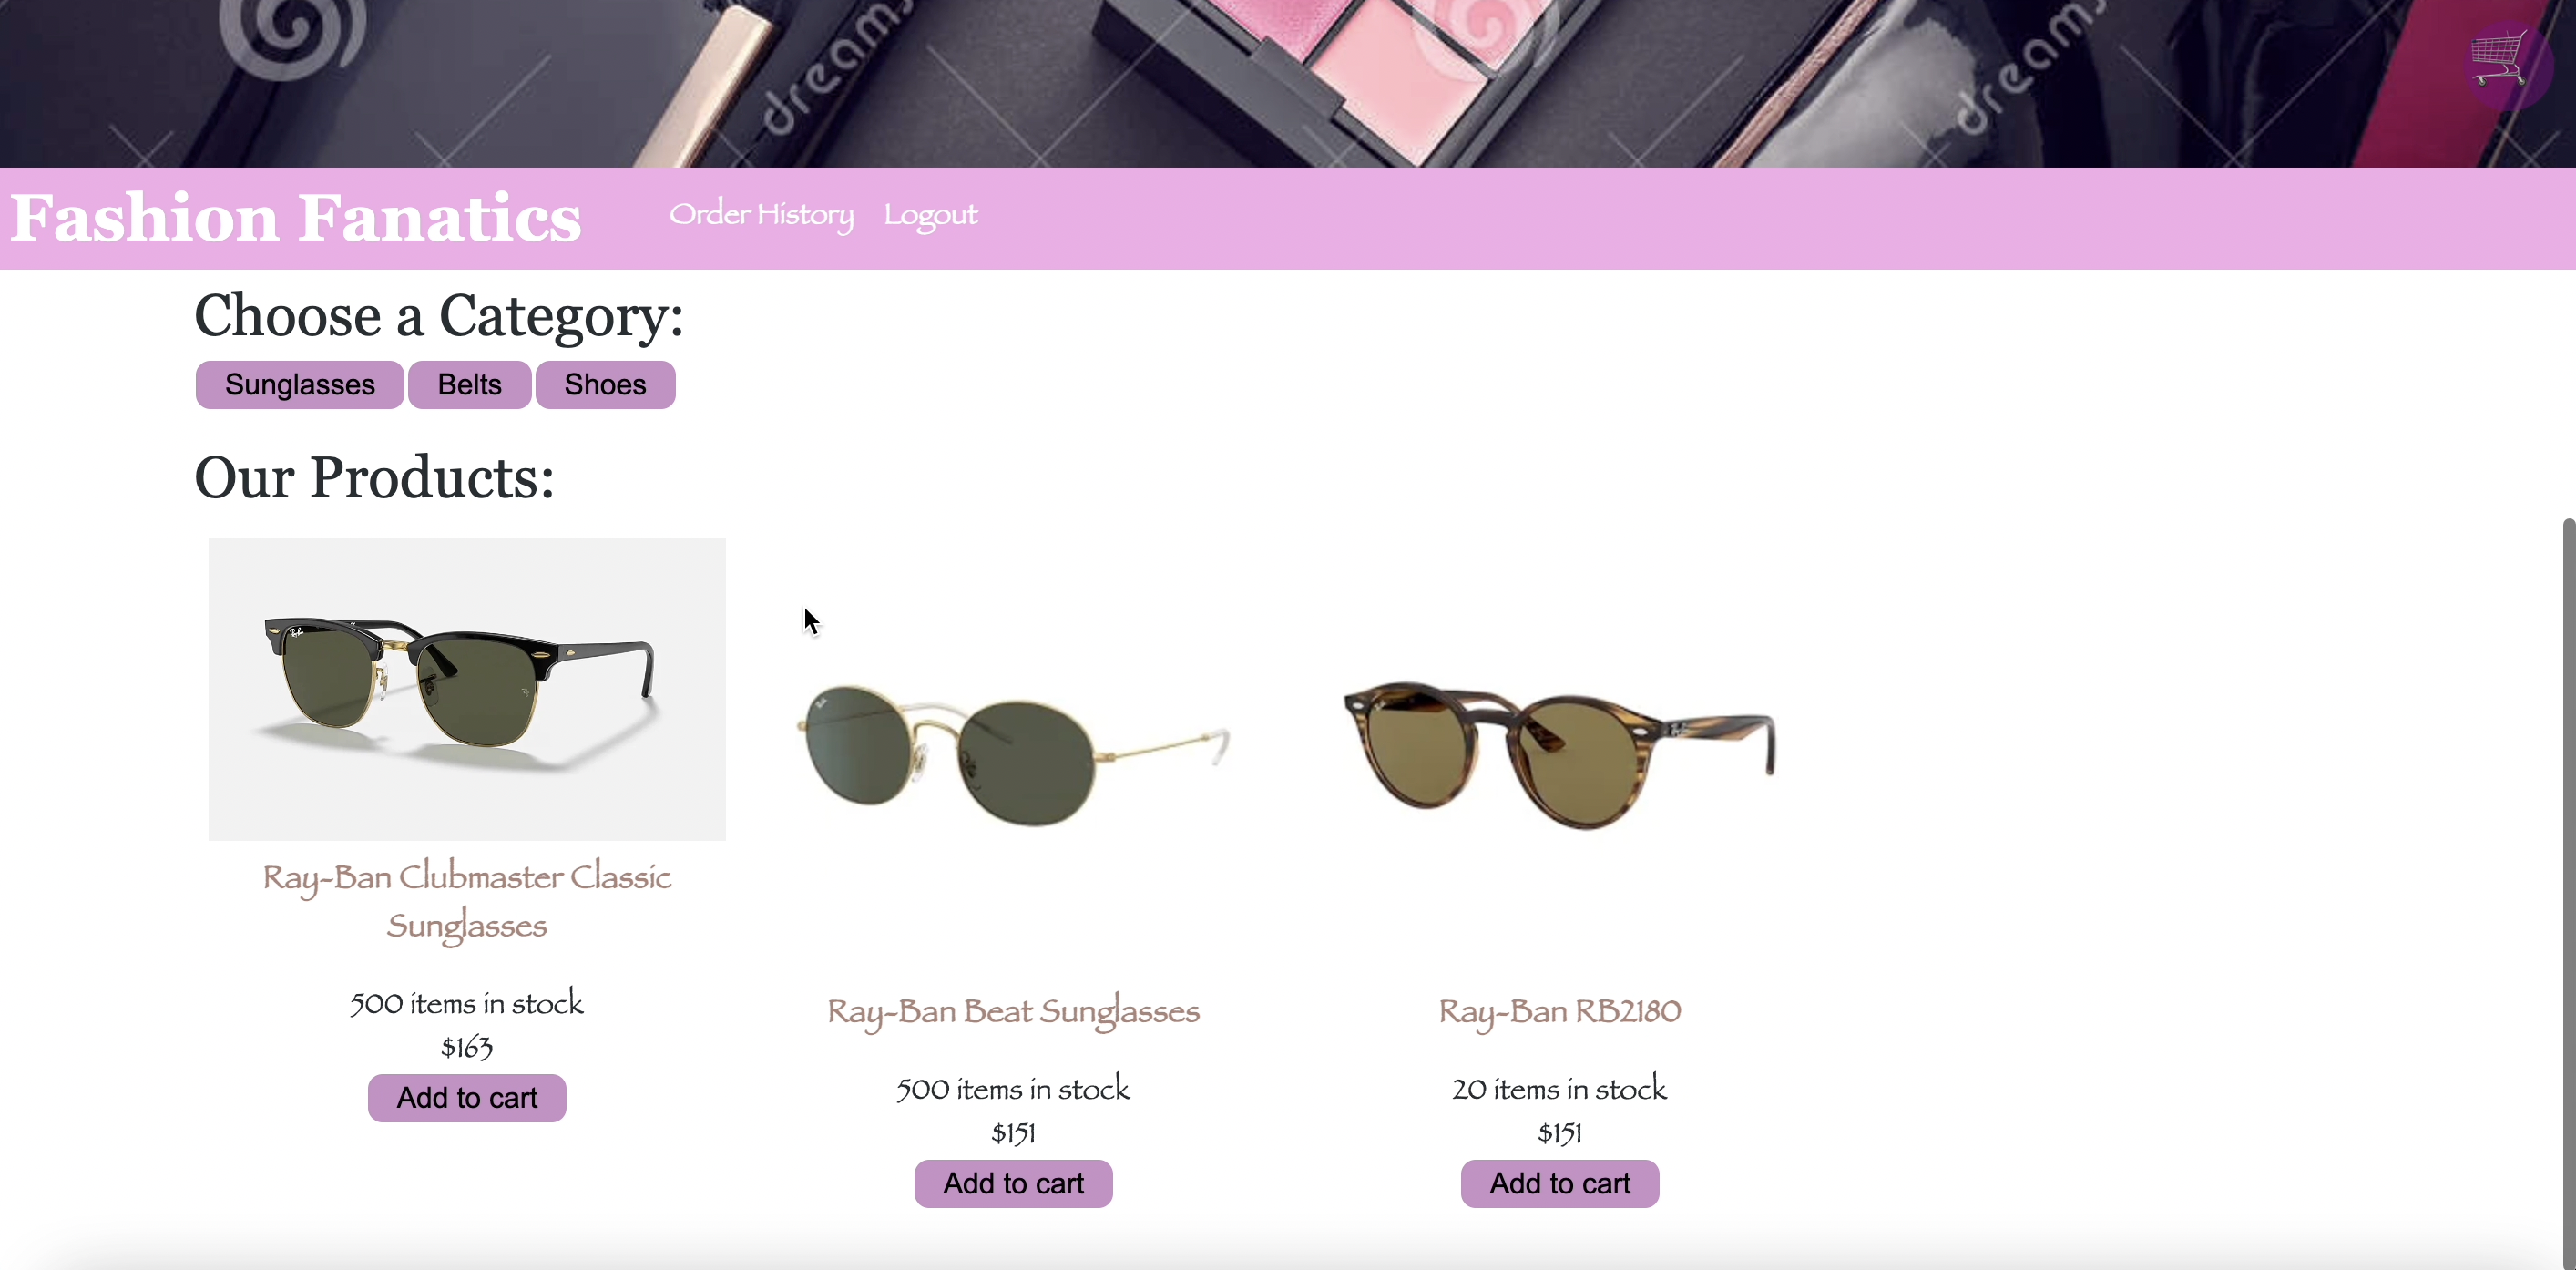 dreams
dreams
Fashion Fanatics
Order History
Logout
Choose a Category:
Sunglasses
Belts
Shoes
Our Products:
Ray-Ban Clubmaster Classic
Sunglasses
500 items in stock
$163
Add to cart
Ray-Ban Beat Sunglasses
500 items in stock
$151
Add to cart
Ray-Ban RB2180
20 items in stock
$151
Add to cart